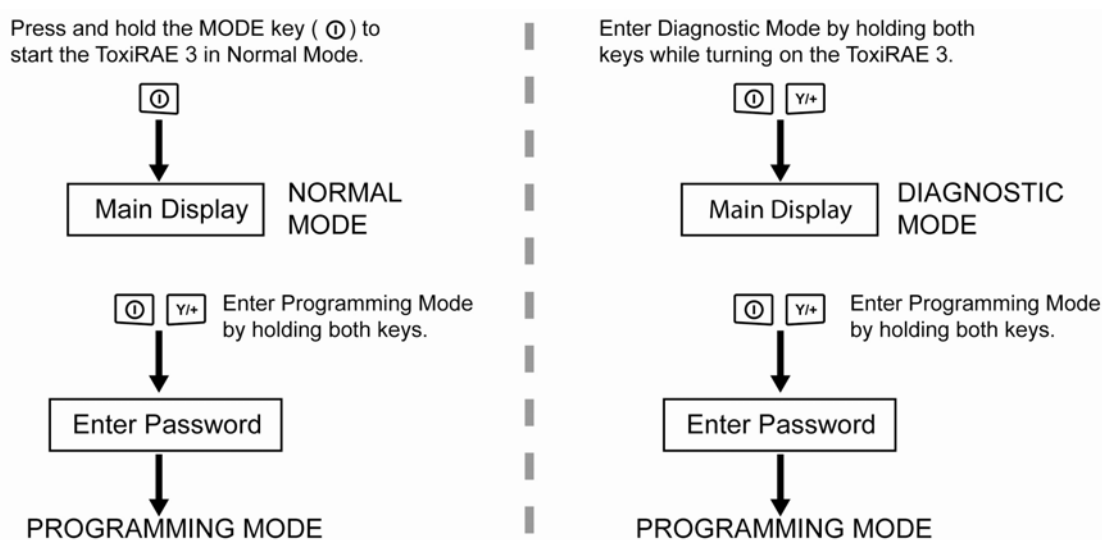 Press and hold the MODE key ( ⏼ ) to
start the ToxiRAE 3 in Normal Mode.
Main Display
NORMAL
MODE
Y/+
Enter Programming Mode
by holding both keys.
Enter Password
PROGRAMMING MODE
Enter Diagnostic Mode by holding both
keys while turning on the ToxiRAE 3.
Y/+
Main Display
DIAGNOSTIC
MODE
Y/+
Enter Programming Mode
by holding both keys.
Enter Password
PROGRAMMING MODE